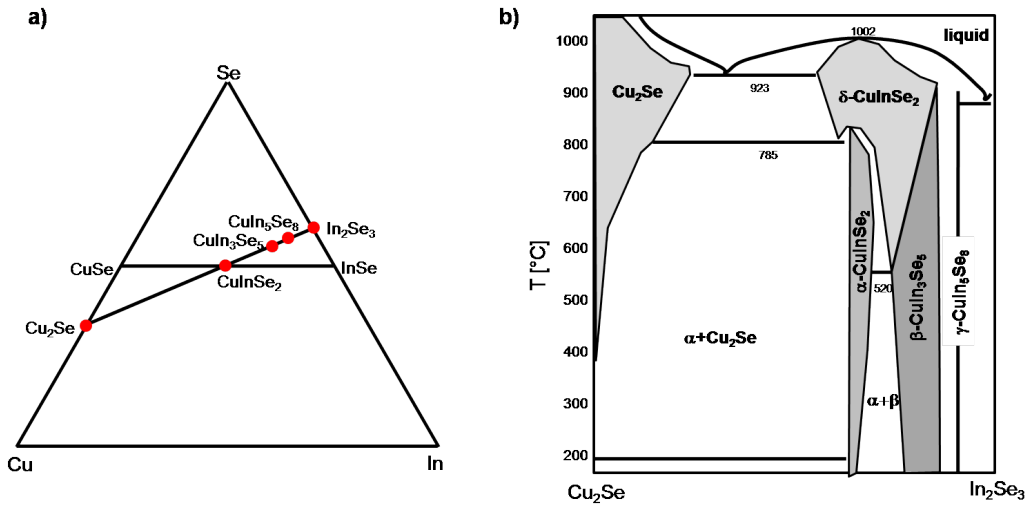 a)
Se
CuIn₅Se₈
CuIn₃Se₅
In₂Se₃
CuSe
InSe
CuInSe₂
Cu₂Se
Cu
In
b)
T [°C]
1000
900
800
700
600
500
400
300
200
1002
liquid
Cu₂Se
δ-CuInSe₂
923
785
α-CuInSe₂
520
β-CuIn₃Se₅
γ-CuIn₅Se₈
α+Cu₂Se
α+β
Cu₂Se
In₂Se₃